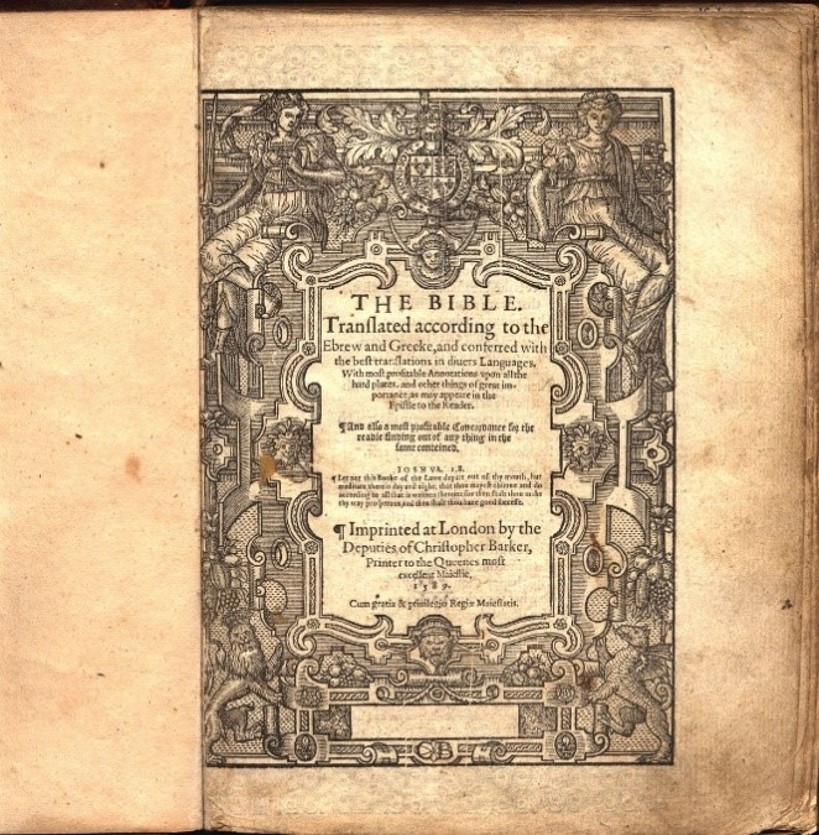 THE BIBLE.
Tranſlated according to the
Ebrew and Greeke, and conferred with
the beſt tranſlations in diuers Languages.
With moſt profitable Annotations vpon all the
hard places, and other things of great im-
portance, as may appeare in the
Epiſtle to the Reader.
¶ And alſo a moſt profitable Concordance for the
readie finding out of any thing in the
ſame conteined.
IOSHVA. 1.8.
¶ Let not this Booke of the Lawe depart out of thy mouth, but
meditate therein day and night, that thou mayeſt obſerue and do
according to all that is written therein: for then ſhalt thou make
thy way proſperous, and then ſhalt thou haue good ſucceſſe.
¶ Imprinted at London by the
Deputies of Chriſtopher Barker,
Printer to the Queenes moſt
excellent Maieſtie,
1589.
Cum gratia & priuilegio Regiæ Maieſtatis.
CB